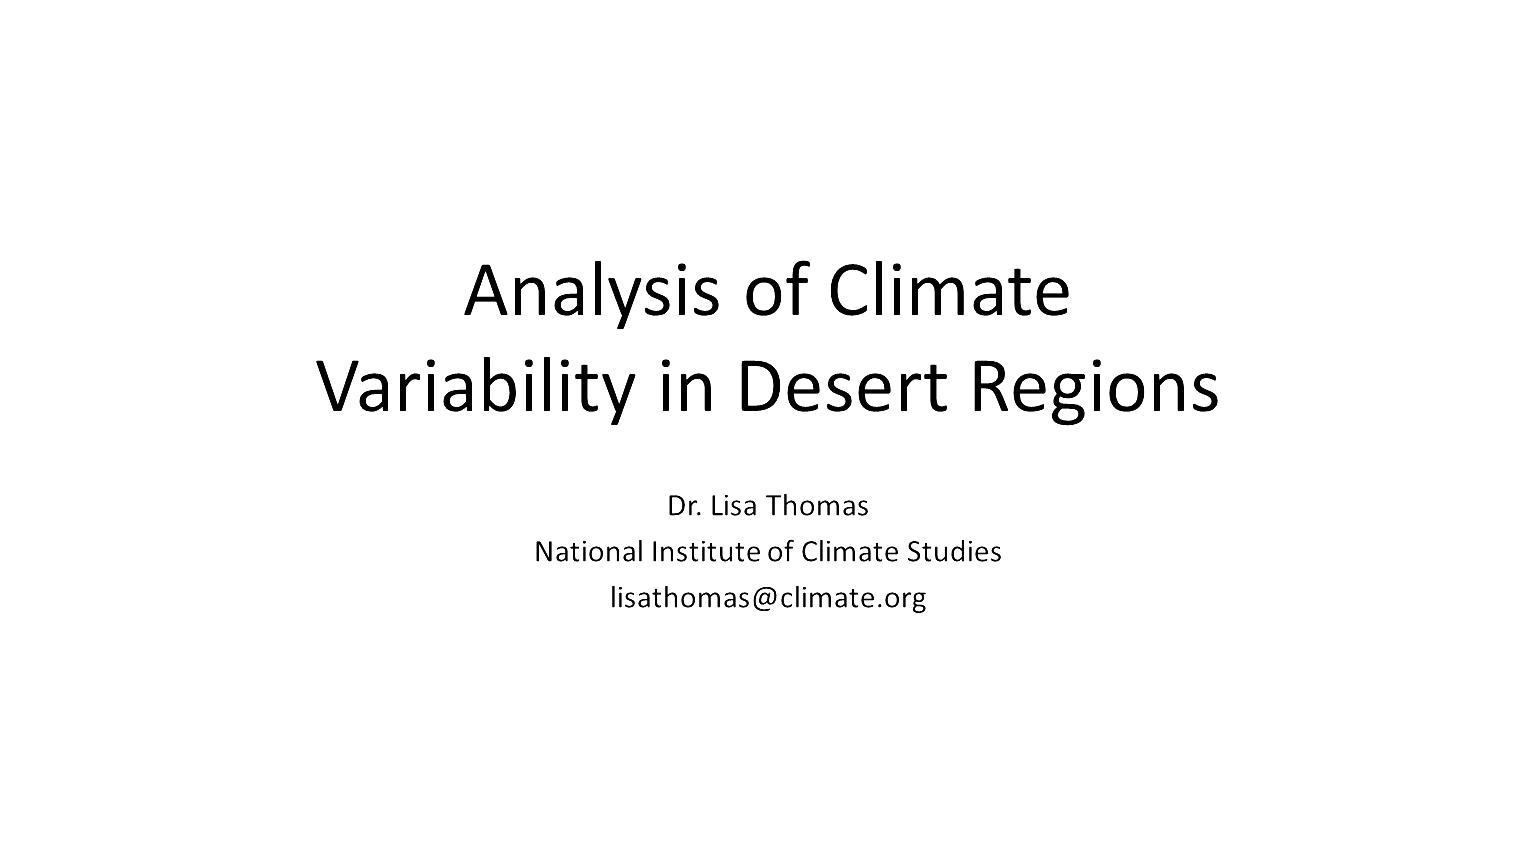 Analysis of Climate
Variability in Desert Regions
Dr. Lisa Thomas
National Institute of Climate Studies
lisathomas@climate.org